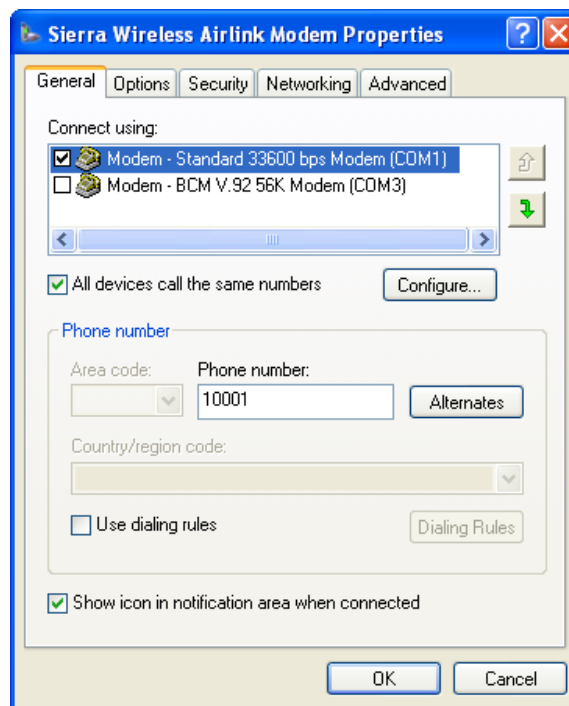 Sierra Wireless Airlink Modem Properties
General Options Security Networking Advanced
Connect using:
Modem - Standard 33600 bps Modem (COM1)
Modem - BCM V.92 56K Modem (COM3)
All devices call the same numbers
Configure...
Phone number
Area code: Phone number:
10001
Alternates
Country/region code:
Use dialing rules
Dialing Rules
Show icon in notification area when connected
OK Cancel